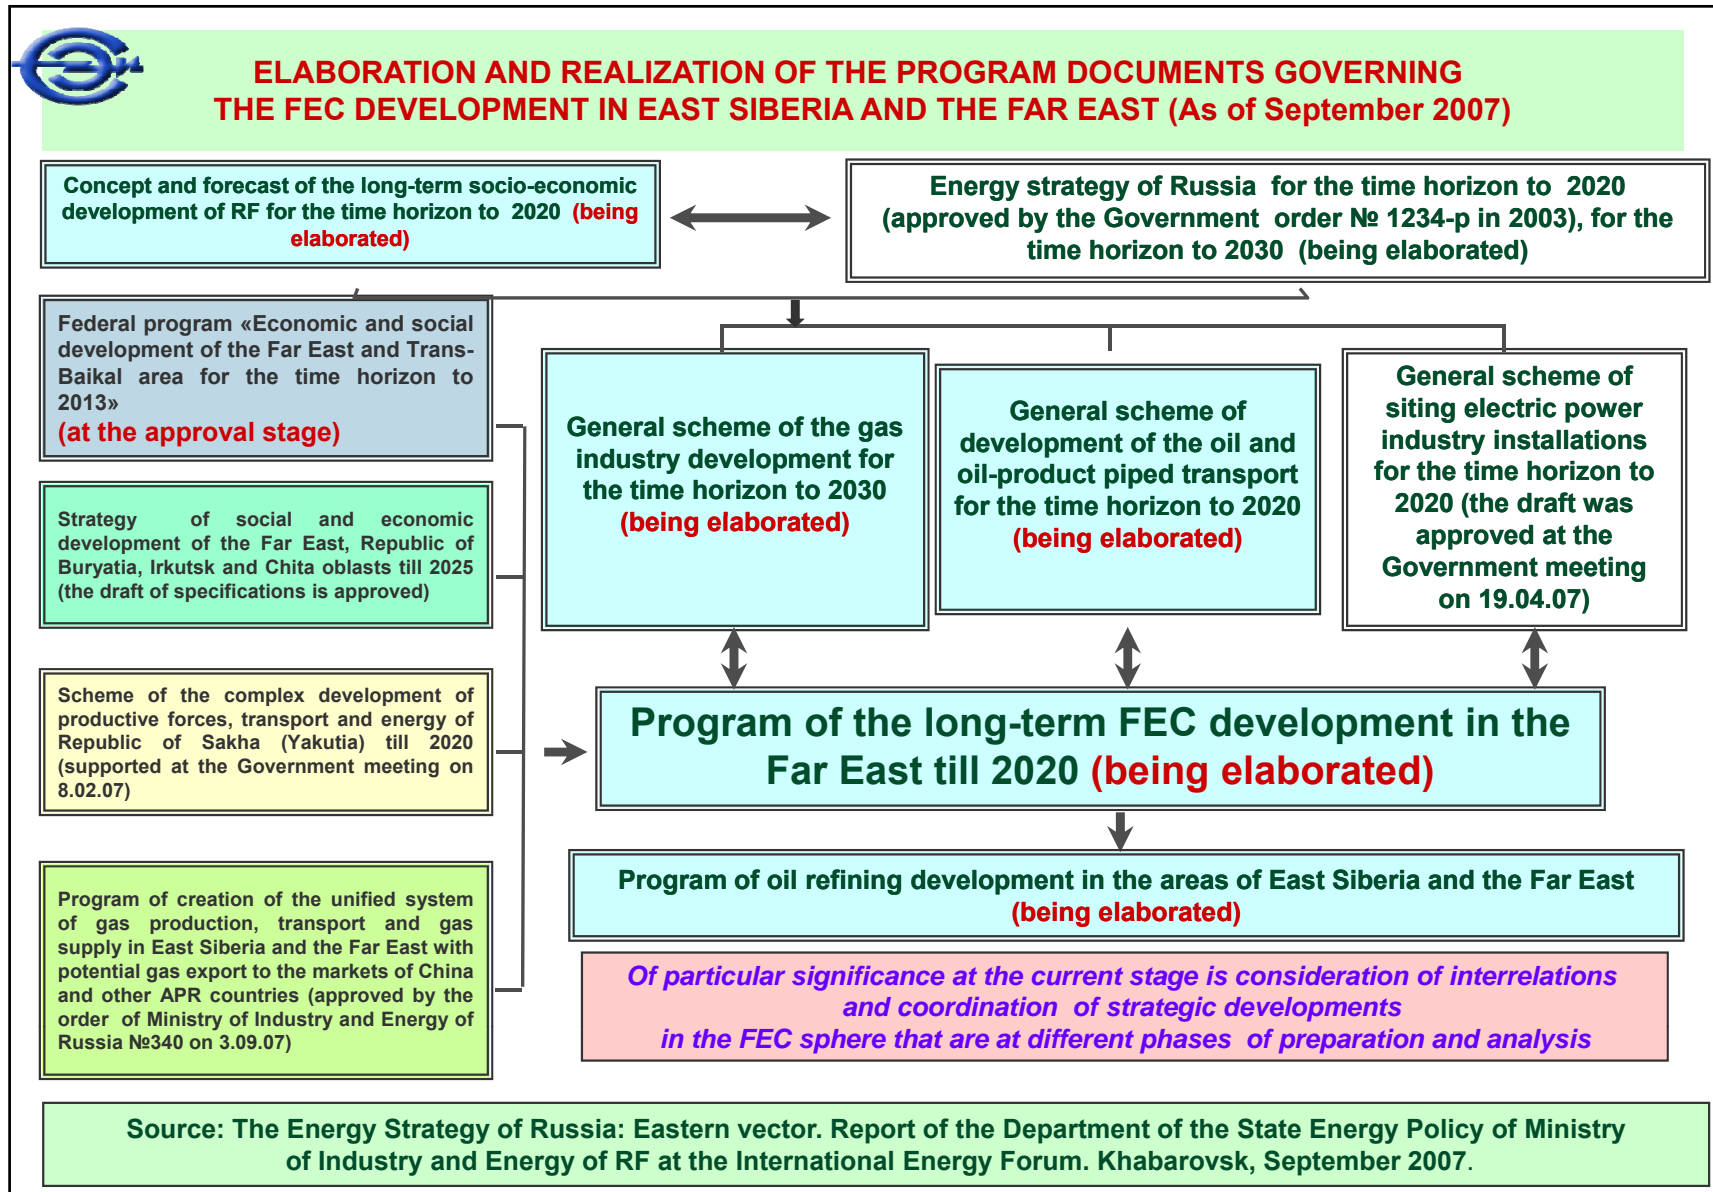 ELABORATION AND REALIZATION OF THE PROGRAM DOCUMENTS GOVERNING
THE FEC DEVELOPMENT IN EAST SIBERIA AND THE FAR EAST (As of September 2007)
Concept and forecast of the long-term socio-economic
development of RF for the time horizon to 2020 (being
elaborated)
Energy strategy of Russia for the time horizon to 2020
(approved by the Government order № 1234-p in 2003), for the
time horizon to 2030 (being elaborated)
Federal program «Economic and social
development of the Far East and Trans-
Baikal area for the time horizon to
2013»
(at the approval stage)
Strategy of social and economic
development of the Far East, Republic of
Buryatia, Irkutsk and Chita oblasts till 2025
(the draft of specifications is approved)
Scheme of the complex development of
productive forces, transport and energy of
Republic of Sakha (Yakutia) till 2020
(supported at the Government meeting on
8.02.07)
Program of creation of the unified system
of gas production, transport and gas
supply in East Siberia and the Far East with
potential gas export to the markets of China
and other APR countries (approved by the
order of Ministry of Industry and Energy of
Russia №340 on 3.09.07)
General scheme of the gas
industry development for
the time horizon to 2030
(being elaborated)
General scheme of
development of the oil and
oil-product piped transport
for the time horizon to 2020
(being elaborated)
General scheme of
siting electric power
industry installations
for the time horizon to
2020 (the draft was
approved at the
Government meeting
on 19.04.07)
Program of the long-term FEC development in the
Far East till 2020 (being elaborated)
Program of oil refining development in the areas of East Siberia and the Far East
(being elaborated)
Of particular significance at the current stage is consideration of interrelations
and coordination of strategic developments
in the FEC sphere that are at different phases of preparation and analysis
Source: The Energy Strategy of Russia: Eastern vector. Report of the Department of the State Energy Policy of Ministry
of Industry and Energy of RF at the International Energy Forum. Khabarovsk, September 2007.